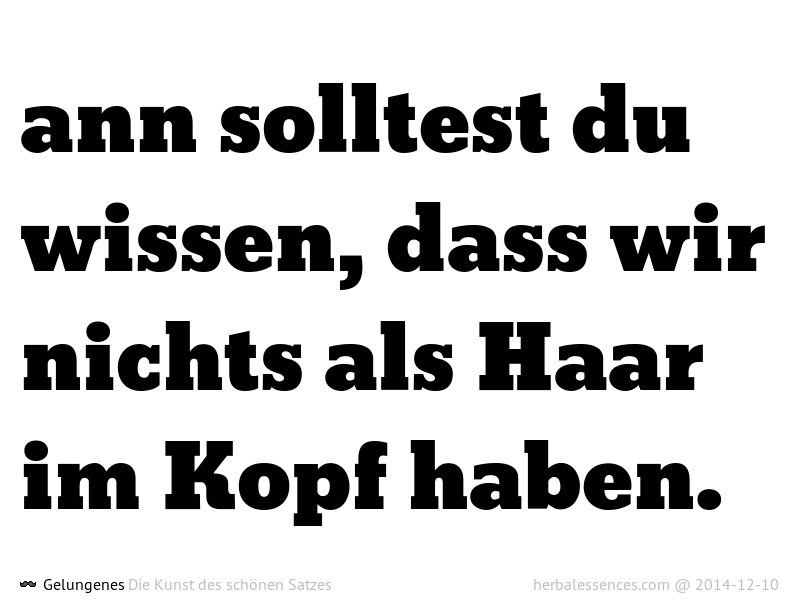 ann solltest du
wissen, dass wir
nichts als Haar
im Kopf haben.
Gelungenes Die Kunst des schönen Satzes
herbalessences.com @ 2014-12-10